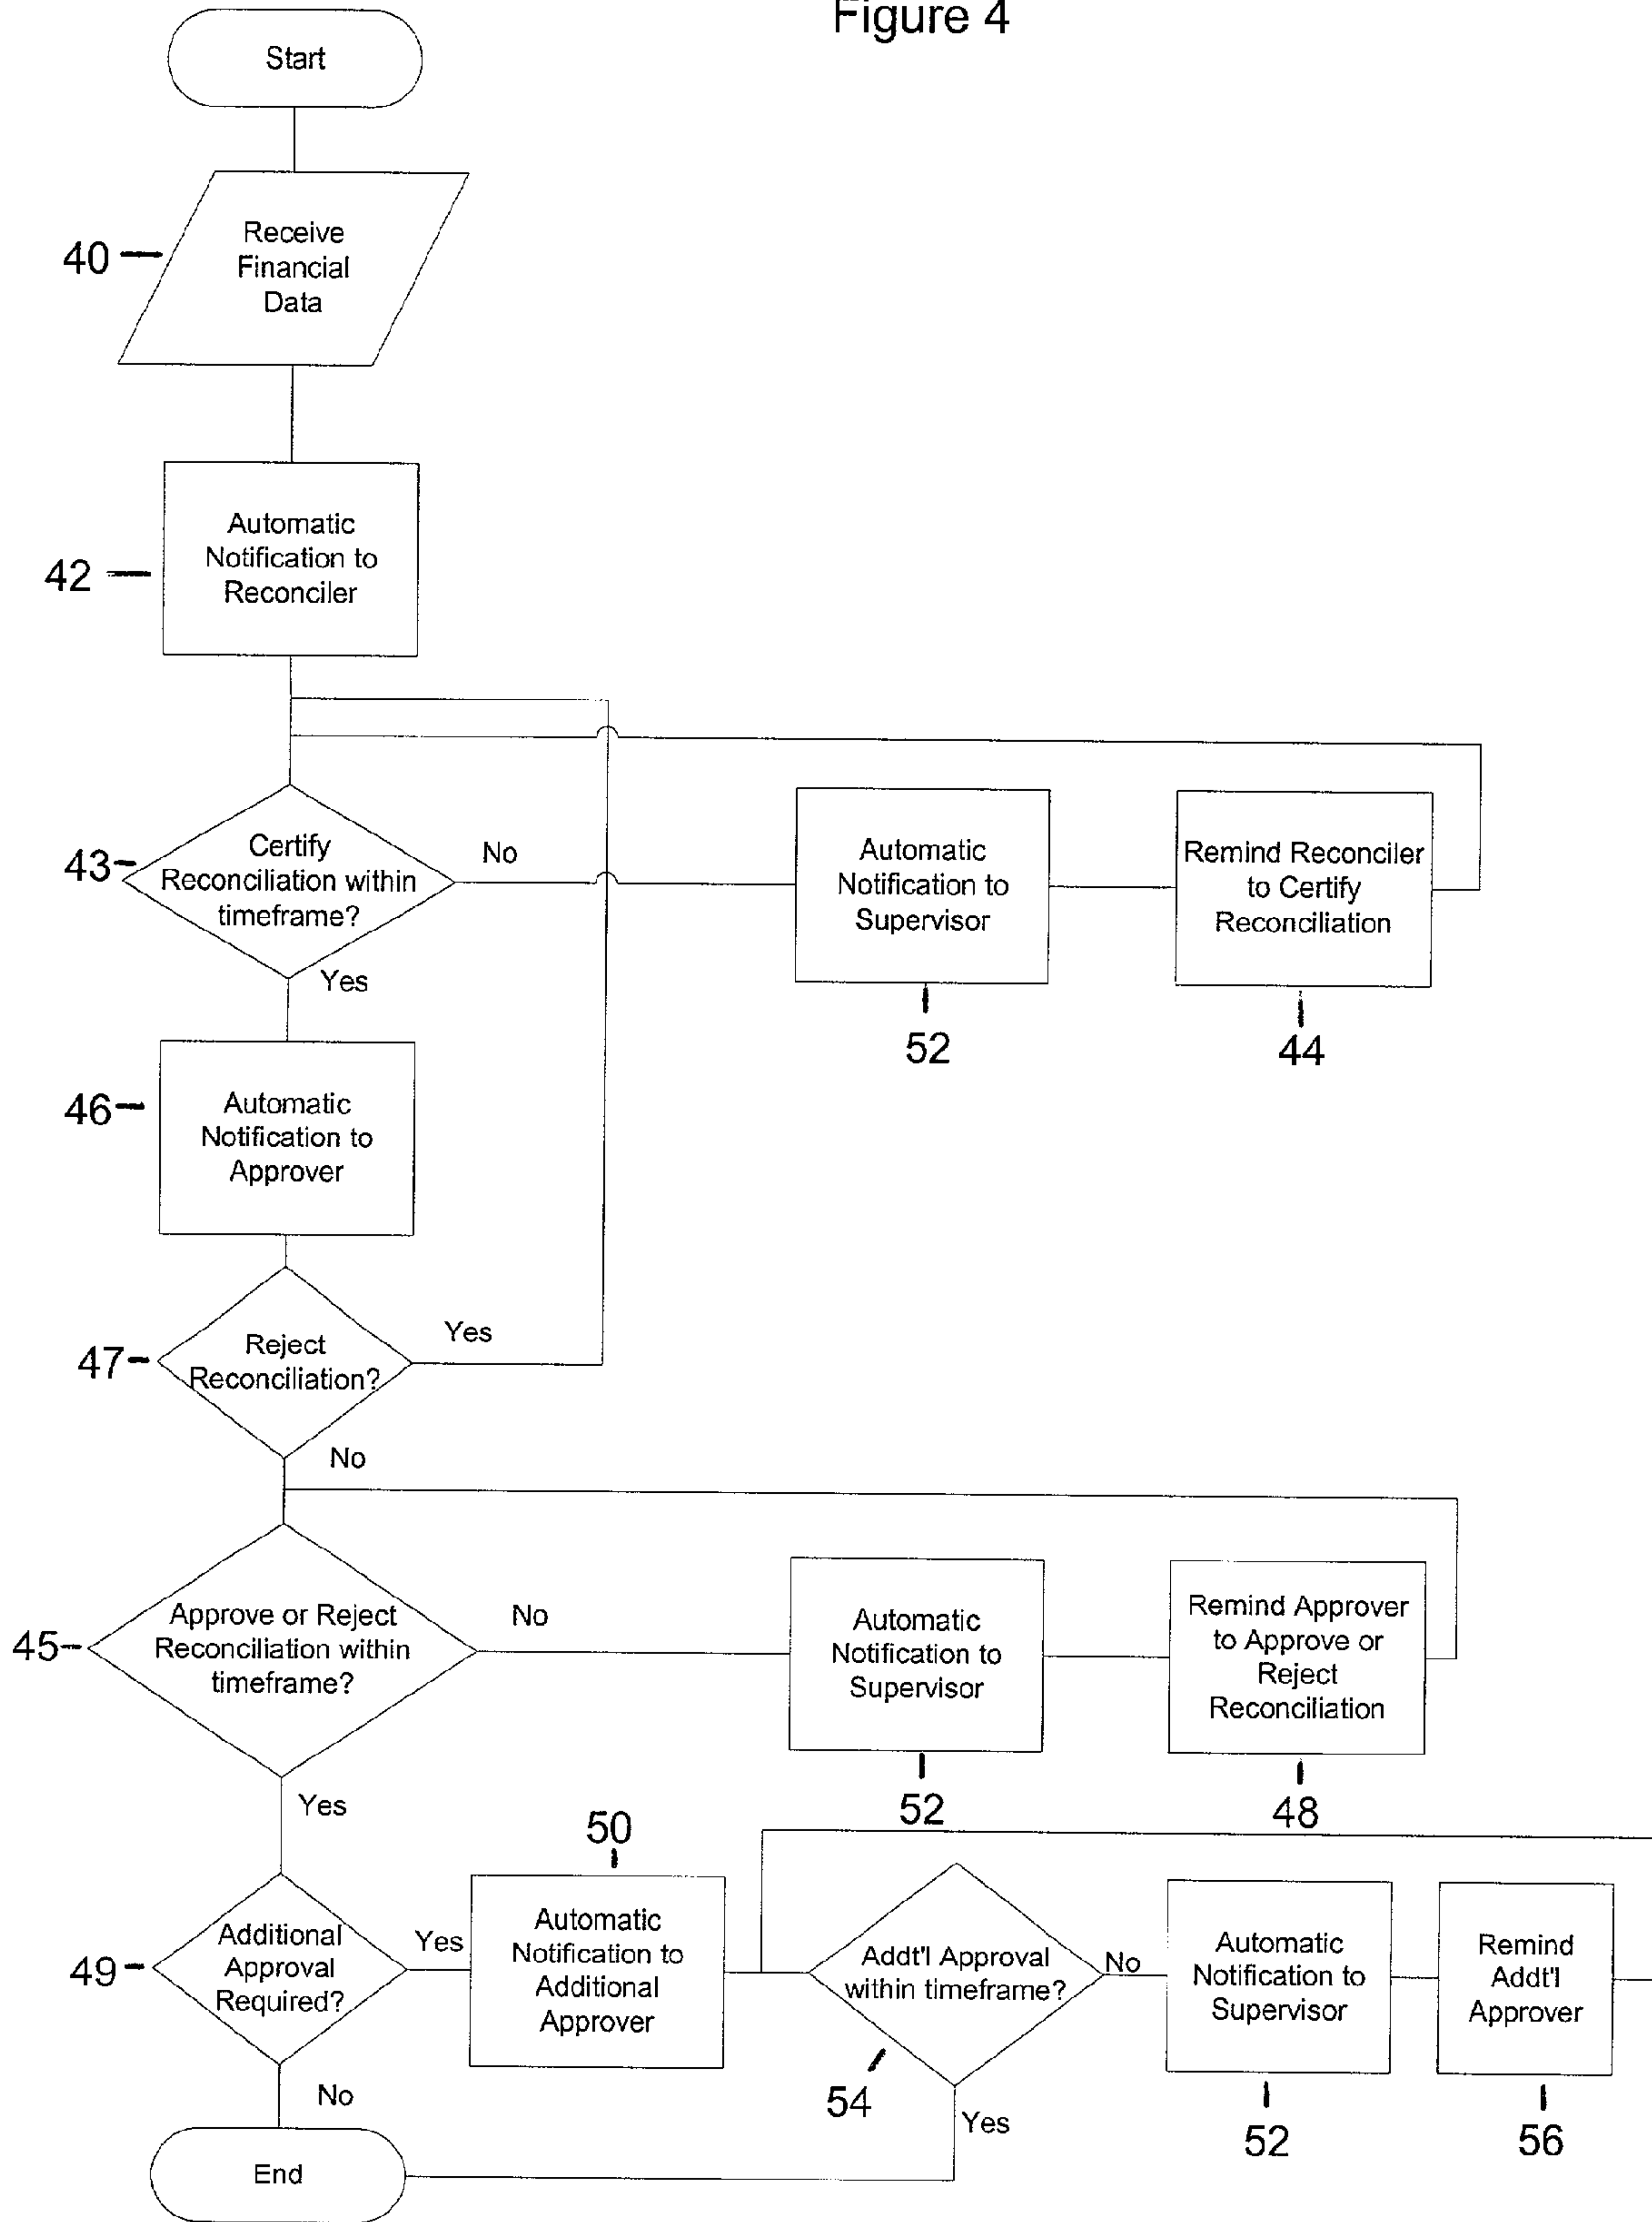 Figure 4
Start
40
Receive
Financial
Data
42
Automatic
Notification to
Reconciler
43
Certify
Reconciliation within
timeframe?
No
Yes
Automatic
Notification to
Supervisor
52
Remind Reconciler
to Certify
Reconciliation
44
46
Automatic
Notification to
Approver
47
Reject
Reconciliation?
Yes
No
45
Approve or Reject
Reconciliation within
timeframe?
No
Yes
Automatic
Notification to
Supervisor
52
Remind Approver
to Approve or
Reject
Reconciliation
48
49
Additional
Approval
Required?
Yes
No
50
Automatic
Notification to
Additional
Approver
Addt'l Approval
within timeframe?
54
No
Yes
Automatic
Notification to
Supervisor
52
Remind
Addt'l
Approver
56
End